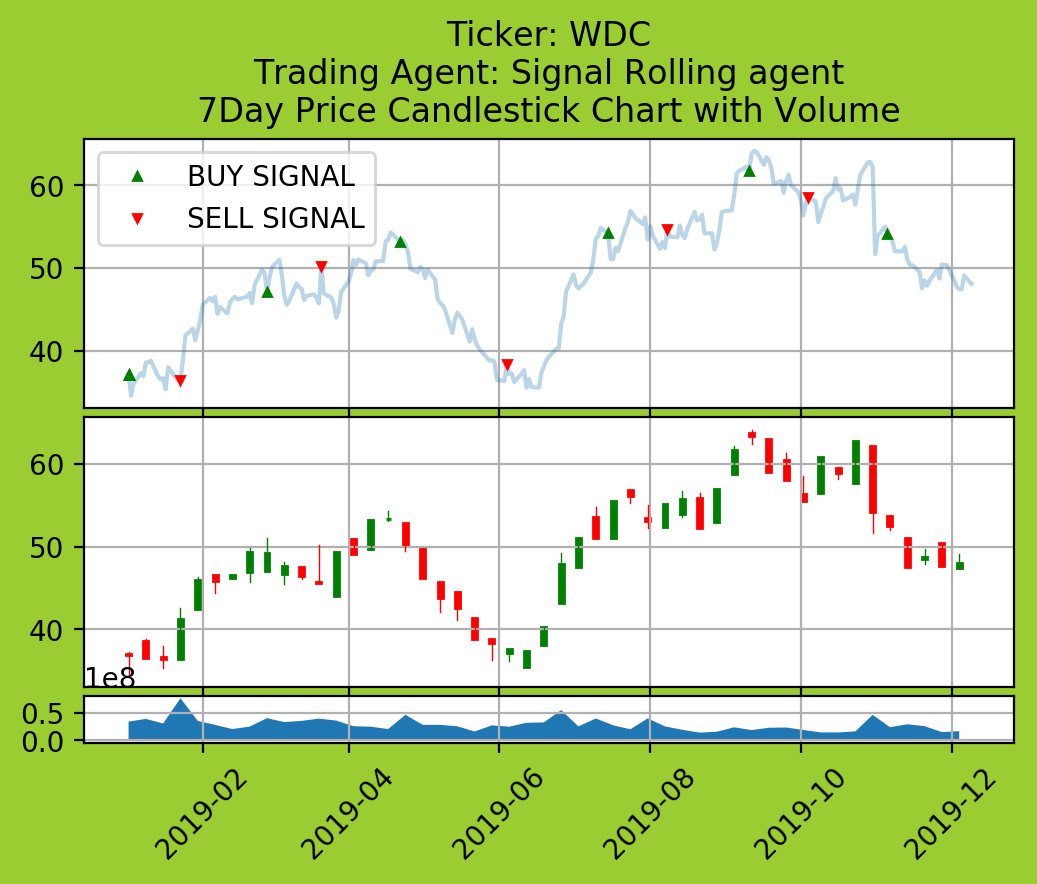 Ticker: WDC
Trading Agent: Signal Rolling agent
7Day Price Candlestick Chart with Volume
BUY SIGNAL
SELL SIGNAL
60
50
40
60
50
40
1e8
0.5
0.0
2019-02
2019-04
2019-06
2019-08
2019-10
2019-12